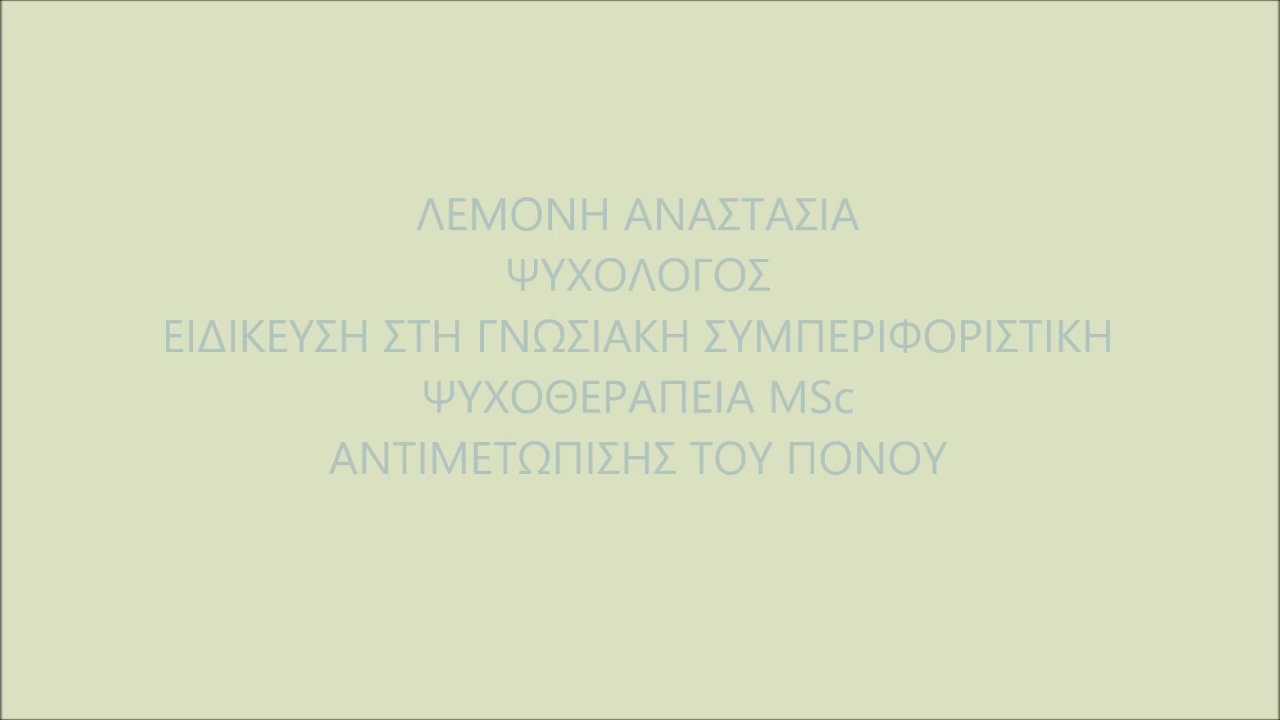 ΛΕΜΟΝΗ ΑΝΑΣΤΑΣΙΑ
ΨΥΧΟΛΟΓΟΣ
ΕΙΔΙΚΕΥΣΗ ΣΤΗ ΓΝΩΣΙΑΚΗ ΣΥΜΠΕΡΙΦΟΡΙΣΤΙΚΗ
ΨΥΧΟΘΕΡΑΠΕΙΑ MSc
ΑΝΤΙΜΕΤΩΠΙΣΗΣ ΤΟΥ ΠΟΝΟΥ